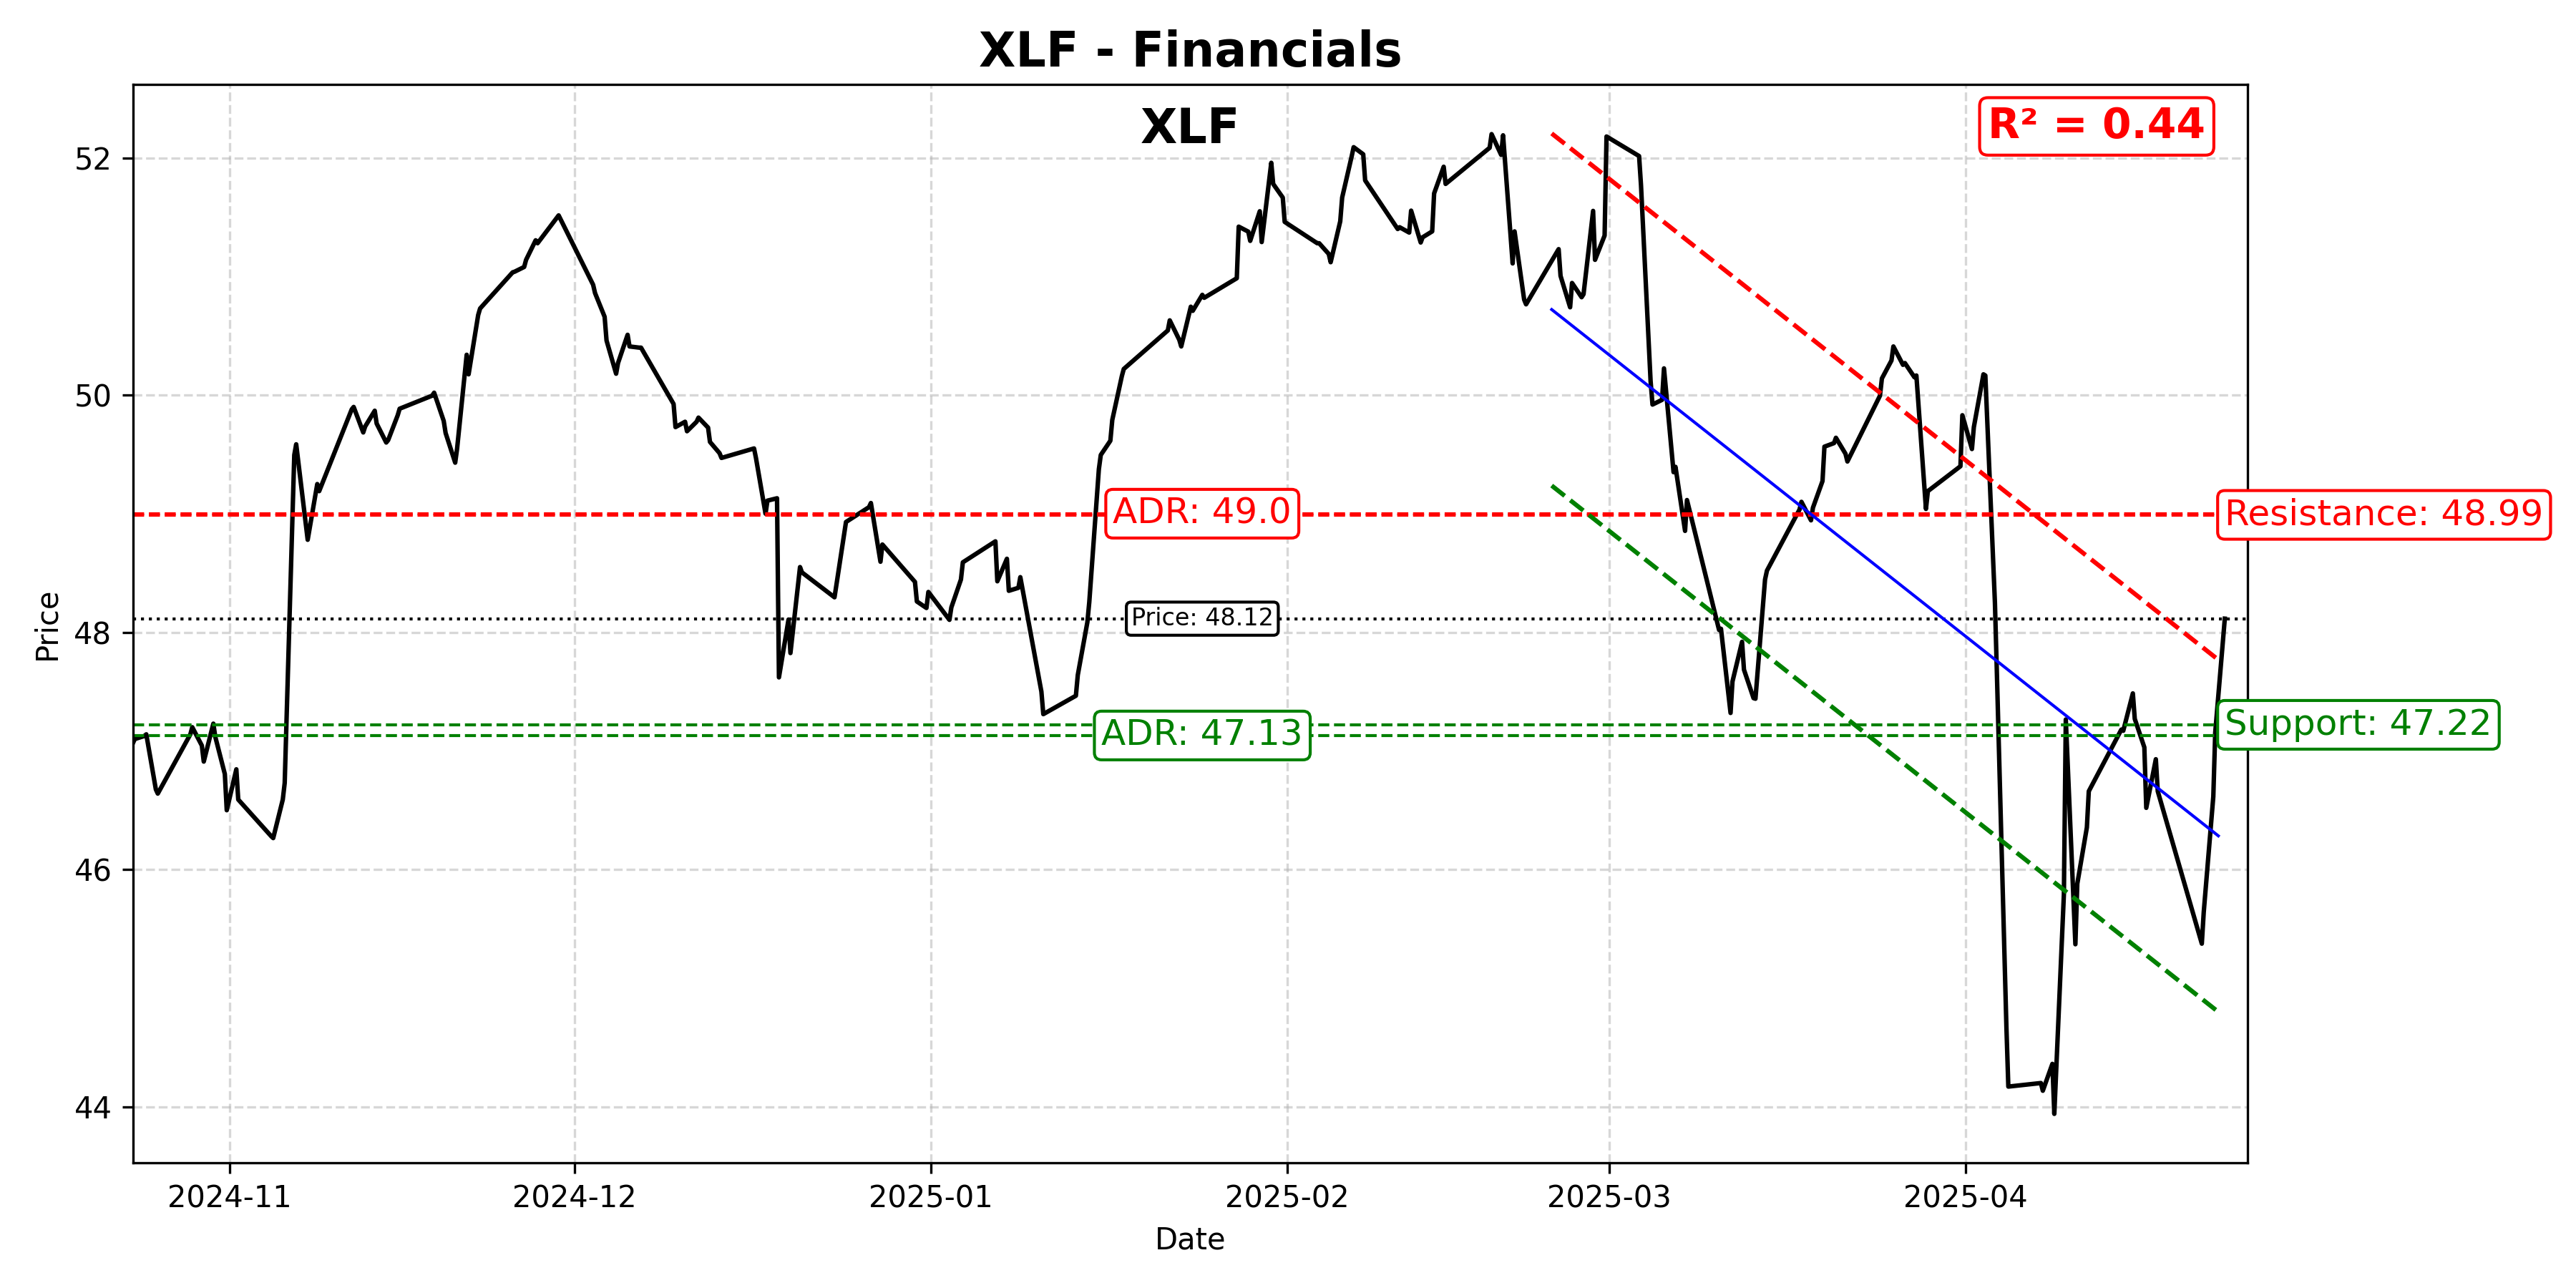 XLF - Financials
XLF
R² = 0.44
52
50
48
46
44
Price
ADR: 49.0
Resistance: 48.99
Price: 48.12
ADR: 47.13
Support: 47.22
2024-11
2024-12
2025-01
2025-02
2025-03
2025-04
Date